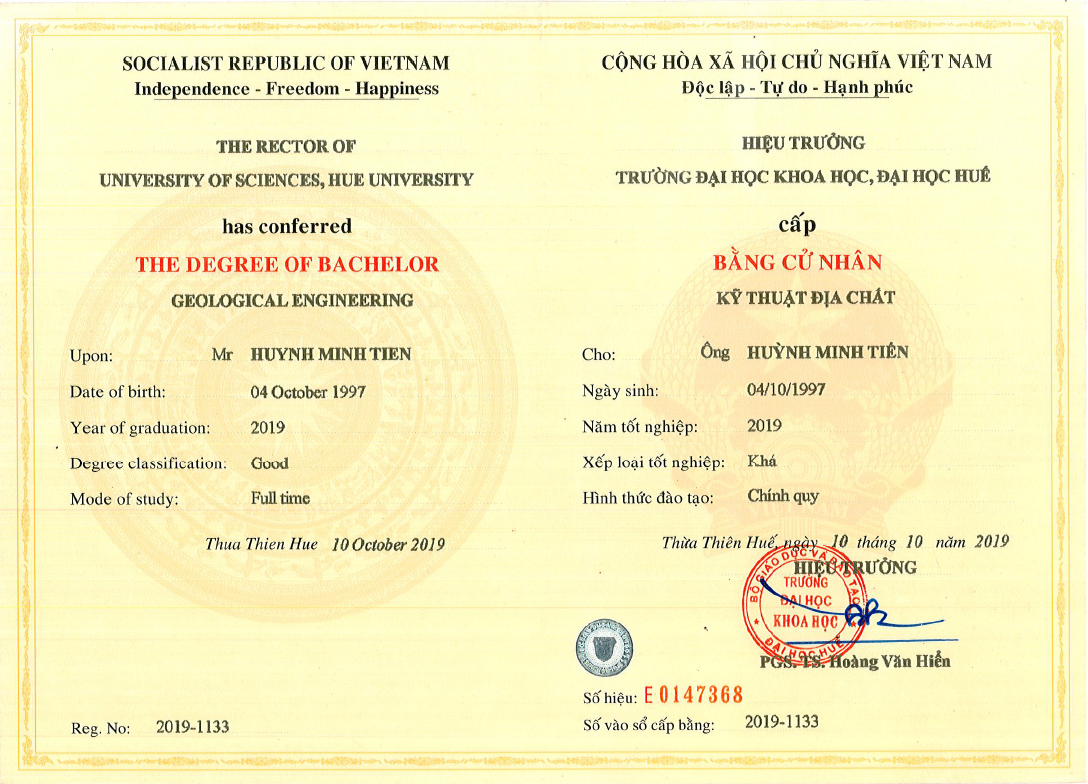 SOCIALIST REPUBLIC OF VIETNAM
Independence - Freedom - Happiness
THE RECTOR OF
UNIVERSITY OF SCIENCES, HUE UNIVERSITY
has conferred
THE DEGREE OF BACHELOR
GEOLOGICAL ENGINEERING
Upon: Mr HUYNH MINH TIEN
Date of birth: 04 October 1997
Year of graduation: 2019
Degree classification: Good
Mode of study: Full time
Thua Thien Hue 10 October 2019
Reg. No: 2019-1133
CỘNG HÒA XÃ HỘI CHỦ NGHĨA VIỆT NAM
Độc lập - Tự do - Hạnh phúc
HIỆU TRƯỞNG
TRƯỜNG ĐẠI HỌC KHOA HỌC, ĐẠI HỌC HUẾ
cấp
BẰNG CỬ NHÂN
KỸ THUẬT ĐỊA CHẤT
Cho: Ông HUỲNH MINH TIẾN
Ngày sinh: 04/10/1997
Năm tốt nghiệp: 2019
Xếp loại tốt nghiệp: Khá
Hình thức đào tạo: Chính quy
Thừa Thiên Huế, ngày 10 tháng 10 năm 2019
HIỆU TRƯỞNG
BỘ GIÁO DỤC VÀ ĐÀO TẠO
TRƯỜNG
ĐẠI HỌC
KHOA HỌC
ĐẠI HỌC HUẾ
PGS. TS. Hoàng Văn Hiển
Số hiệu: E 0147368
Số vào sổ cấp bằng: 2019-1133